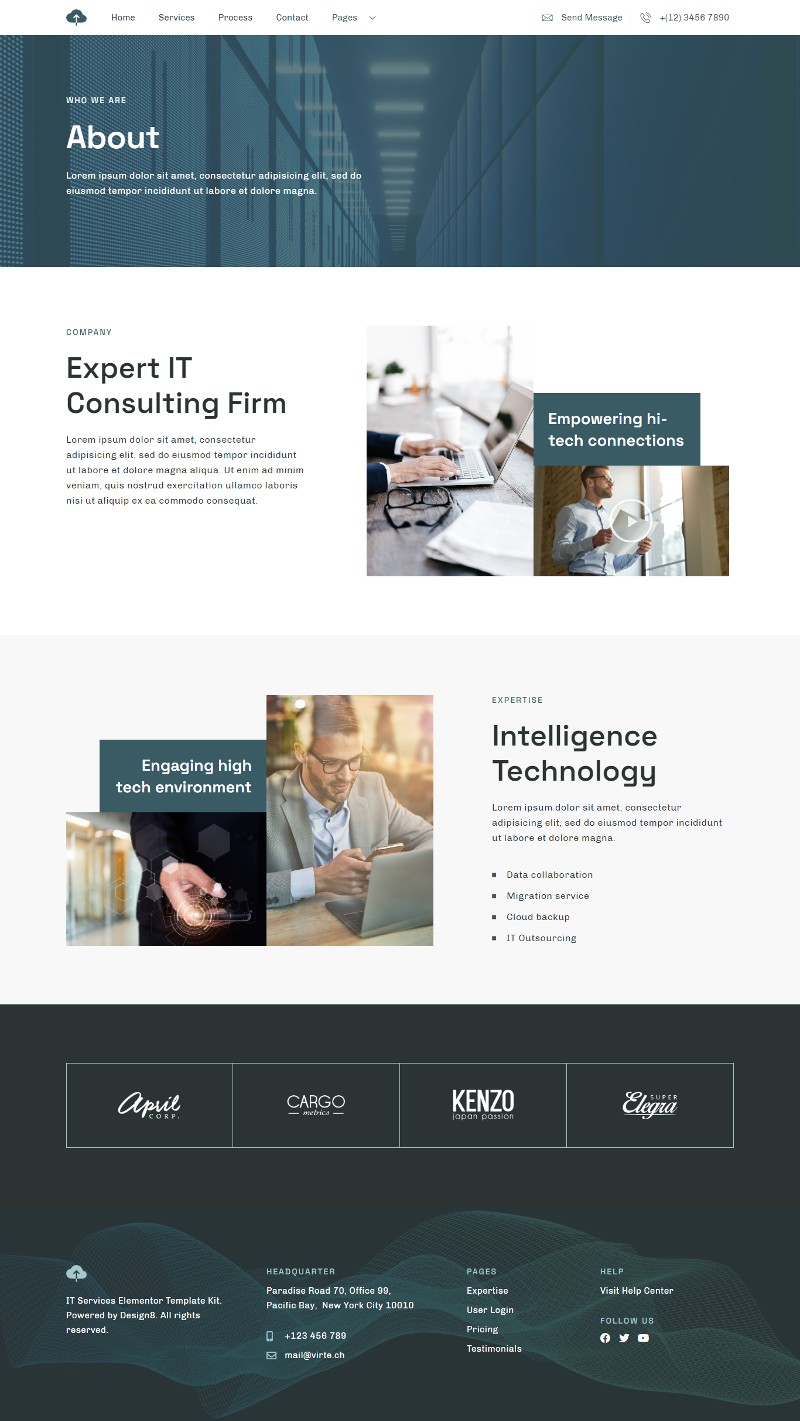 Home Services Process Contact Pages Send Message +(12) 3456 7890
WHO WE ARE
About
Lorem ipsum dolor sit amet, consectetur adipisicing elit, sed do
eiusmod tempor incididunt ut labore et dolore magna.
COMPANY
Expert IT
Consulting Firm
Lorem ipsum dolor sit amet, consectetur
adipisicing elit, sed do eiusmod tempor incididunt
ut labore et dolore magna aliqua. Ut enim ad minim
veniam, quis nostrud exercitation ullamco laboris
nisi ut aliquip ex ea commodo consequat.
Empowering hi-
tech connections
Engaging high
tech environment
EXPERTISE
Intelligence
Technology
Lorem ipsum dolor sit amet, consectetur
adipisicing elit, sed do eiusmod tempor incididunt
ut labore et dolore magna.
Data collaboration
Migration service
Cloud backup
IT Outsourcing
April
CORP.
CARGO
metrics
KENZO
japan passion
SUPER
Elegra
IT Services Elementor Template Kit.
Powered by Design8. All rights
reserved.
HEADQUARTER
Paradise Road 70, Office 99,
Pacific Bay, New York City 10010
+123 456 789
mail@virte.ch
PAGES
Expertise
User Login
Pricing
Testimonials
HELP
Visit Help Center
FOLLOW US